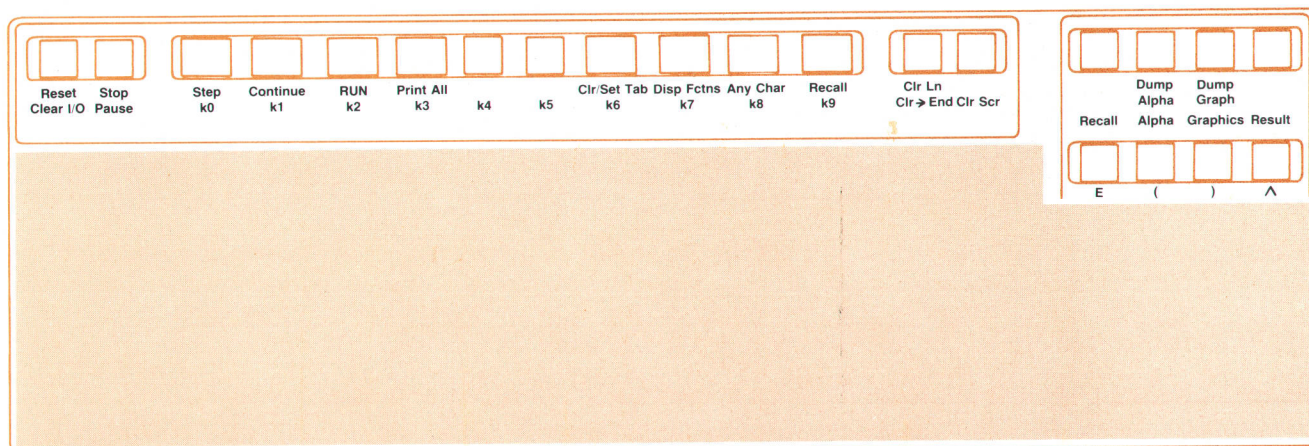 Reset Stop Step Continue RUN Print All Clr/Set Tab Disp Fctns Any Char Recall Clr Ln
Clear I/O Pause k0 k1 k2 k3 k4 k5 k6 k7 k8 k9 Clr → End Clr Scr
Dump Dump
Alpha Graph
Recall Alpha Graphics Result
E ( ) ^